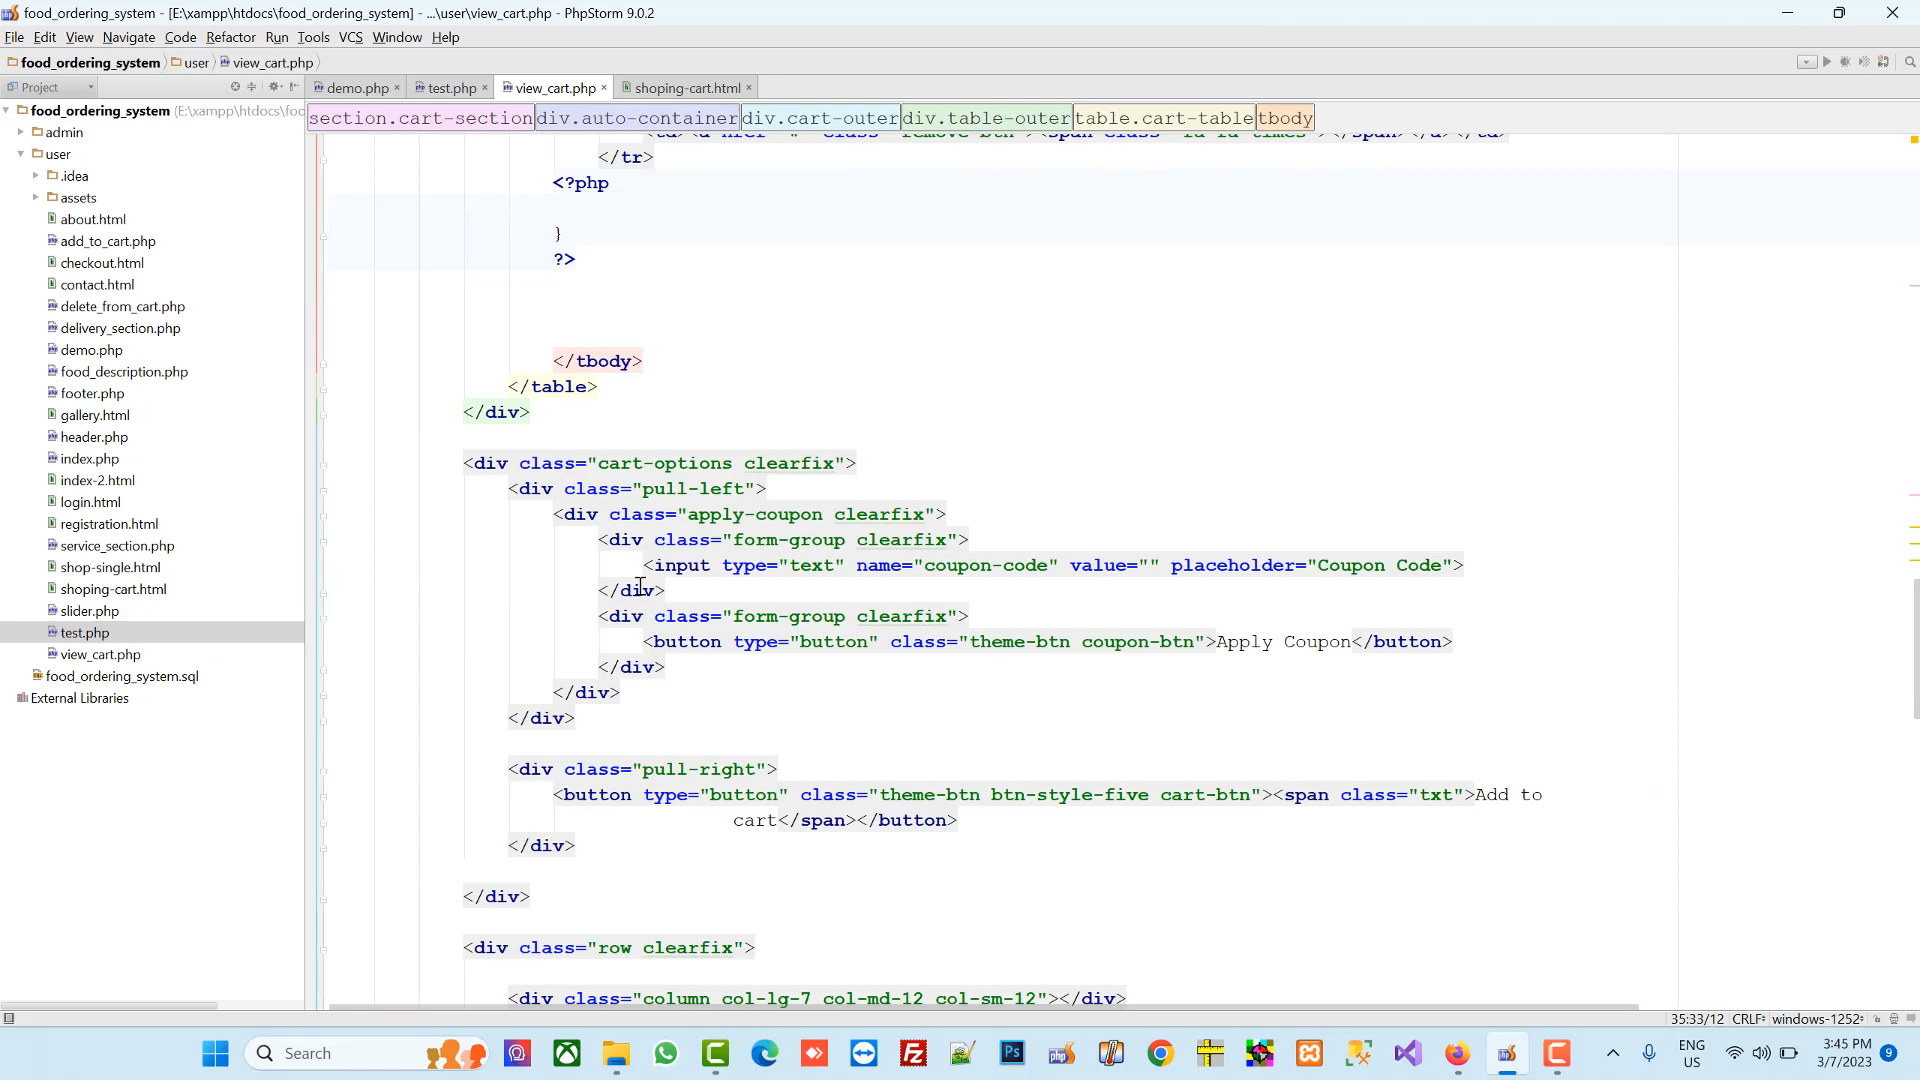 food_ordering_system - [E:\xampp\htdocs\food_ordering_system] - ...\user\view_cart.php - PhpStorm 9.0.2
File Edit View Navigate Code Refactor Run Tools VCS Window Help
food_ordering_system user view_cart.php
Project demo.php test.php view_cart.php shoping-cart.html
food_ordering_system (E:\xampp\htdocs\foo
admin
user
.idea
assets
about.html
add_to_cart.php
checkout.html
contact.html
delete_from_cart.php
delivery_section.php
demo.php
food_description.php
footer.php
gallery.html
header.php
index.php
index-2.html
login.html
registration.html
service_section.php
shop-single.html
shoping-cart.html
slider.php
test.php
view_cart.php
food_ordering_system.sql
External Libraries
section.cart-section div.auto-container div.cart-outer div.table-outer table.cart-table tbody
</tr>
<?php
}
?>
</tbody>
</table>
</div>
<div class="cart-options clearfix">
<div class="pull-left">
<div class="apply-coupon clearfix">
<div class="form-group clearfix">
<input type="text" name="coupon-code" value="" placeholder="Coupon Code">
</div>
<div class="form-group clearfix">
<button type="button" class="theme-btn coupon-btn">Apply Coupon</button>
</div>
</div>
</div>
<div class="pull-right">
<button type="button" class="theme-btn btn-style-five cart-btn"><span class="txt">Add to
cart</span></button>
</div>
</div>
<div class="row clearfix">
<div class="column col-lg-7 col-md-12 col-sm-12"></div>
35:33/12 CRLF windows-1252
Search
ENG
US
3:45 PM
3/7/2023
9